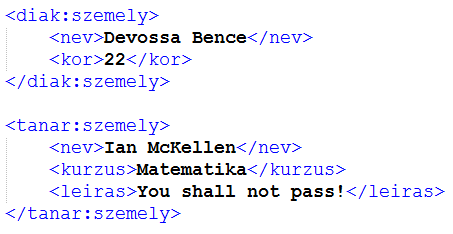 <diak:szemely>
<nev>Devossa Bence</nev>
<kor>22</kor>
</diak:szemely>
<tanar:szemely>
<nev>Ian McKellen</nev>
<kurzus>Matematika</kurzus>
<leiras>You shall not pass!</leiras>
</tanar:szemely>